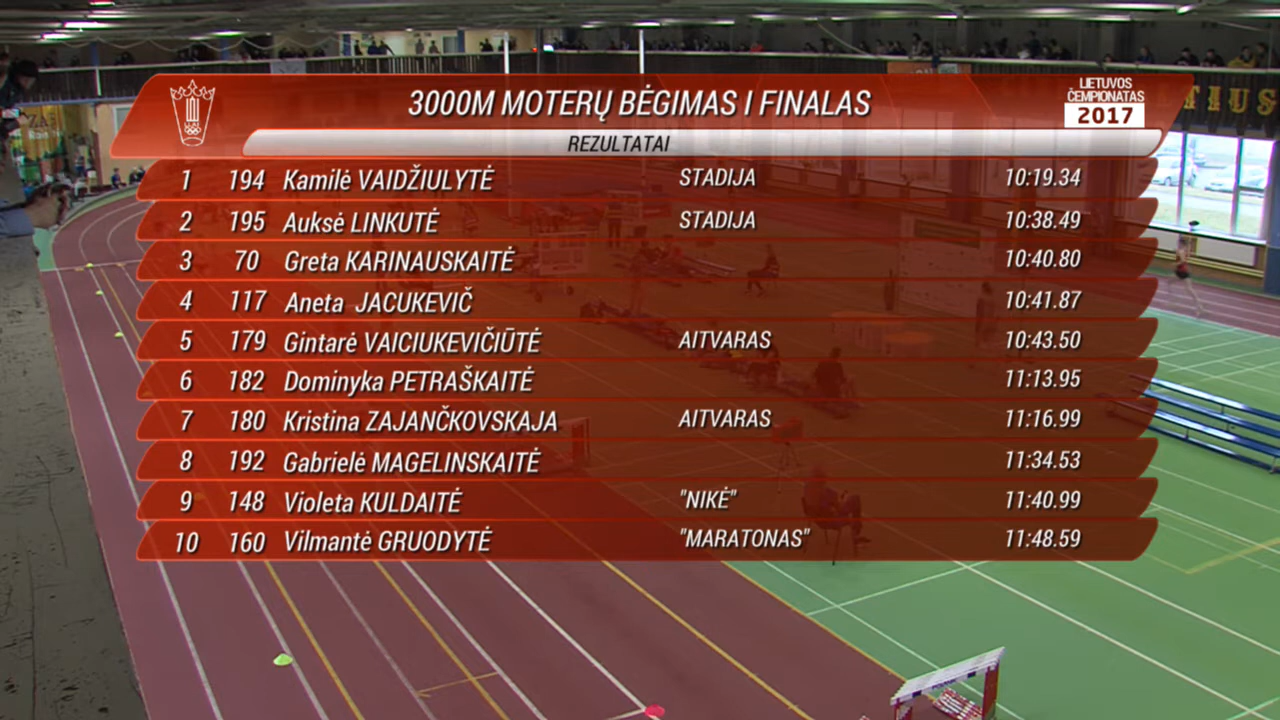 3000M MOTERŲ BĖGIMAS I FINALAS
LIETUVOS
ČEMPIONATAS
2017
REZULTATAI
1 194 Kamilė VAIDŽIULYTĖ STADIJA 10:19.34
2 195 Auksė LINKUTĖ STADIJA 10:38.49
3 70 Greta KARINAUSKAITĖ 10:40.80
4 117 Aneta JACUKEVIČ 10:41.87
5 179 Gintarė VAICIUKEVIČIŪTĖ AITVARAS 10:43.50
6 182 Dominyka PETRAŠKAITĖ 11:13.95
7 180 Kristina ZAJANČKOVSKAJA AITVARAS 11:16.99
8 192 Gabrielė MAGELINSKAITĖ 11:34.53
9 148 Violeta KULDAITĖ "NIKĖ" 11:40.99
10 160 Vilmantė GRUODYTĖ "MARATONAS" 11:48.59